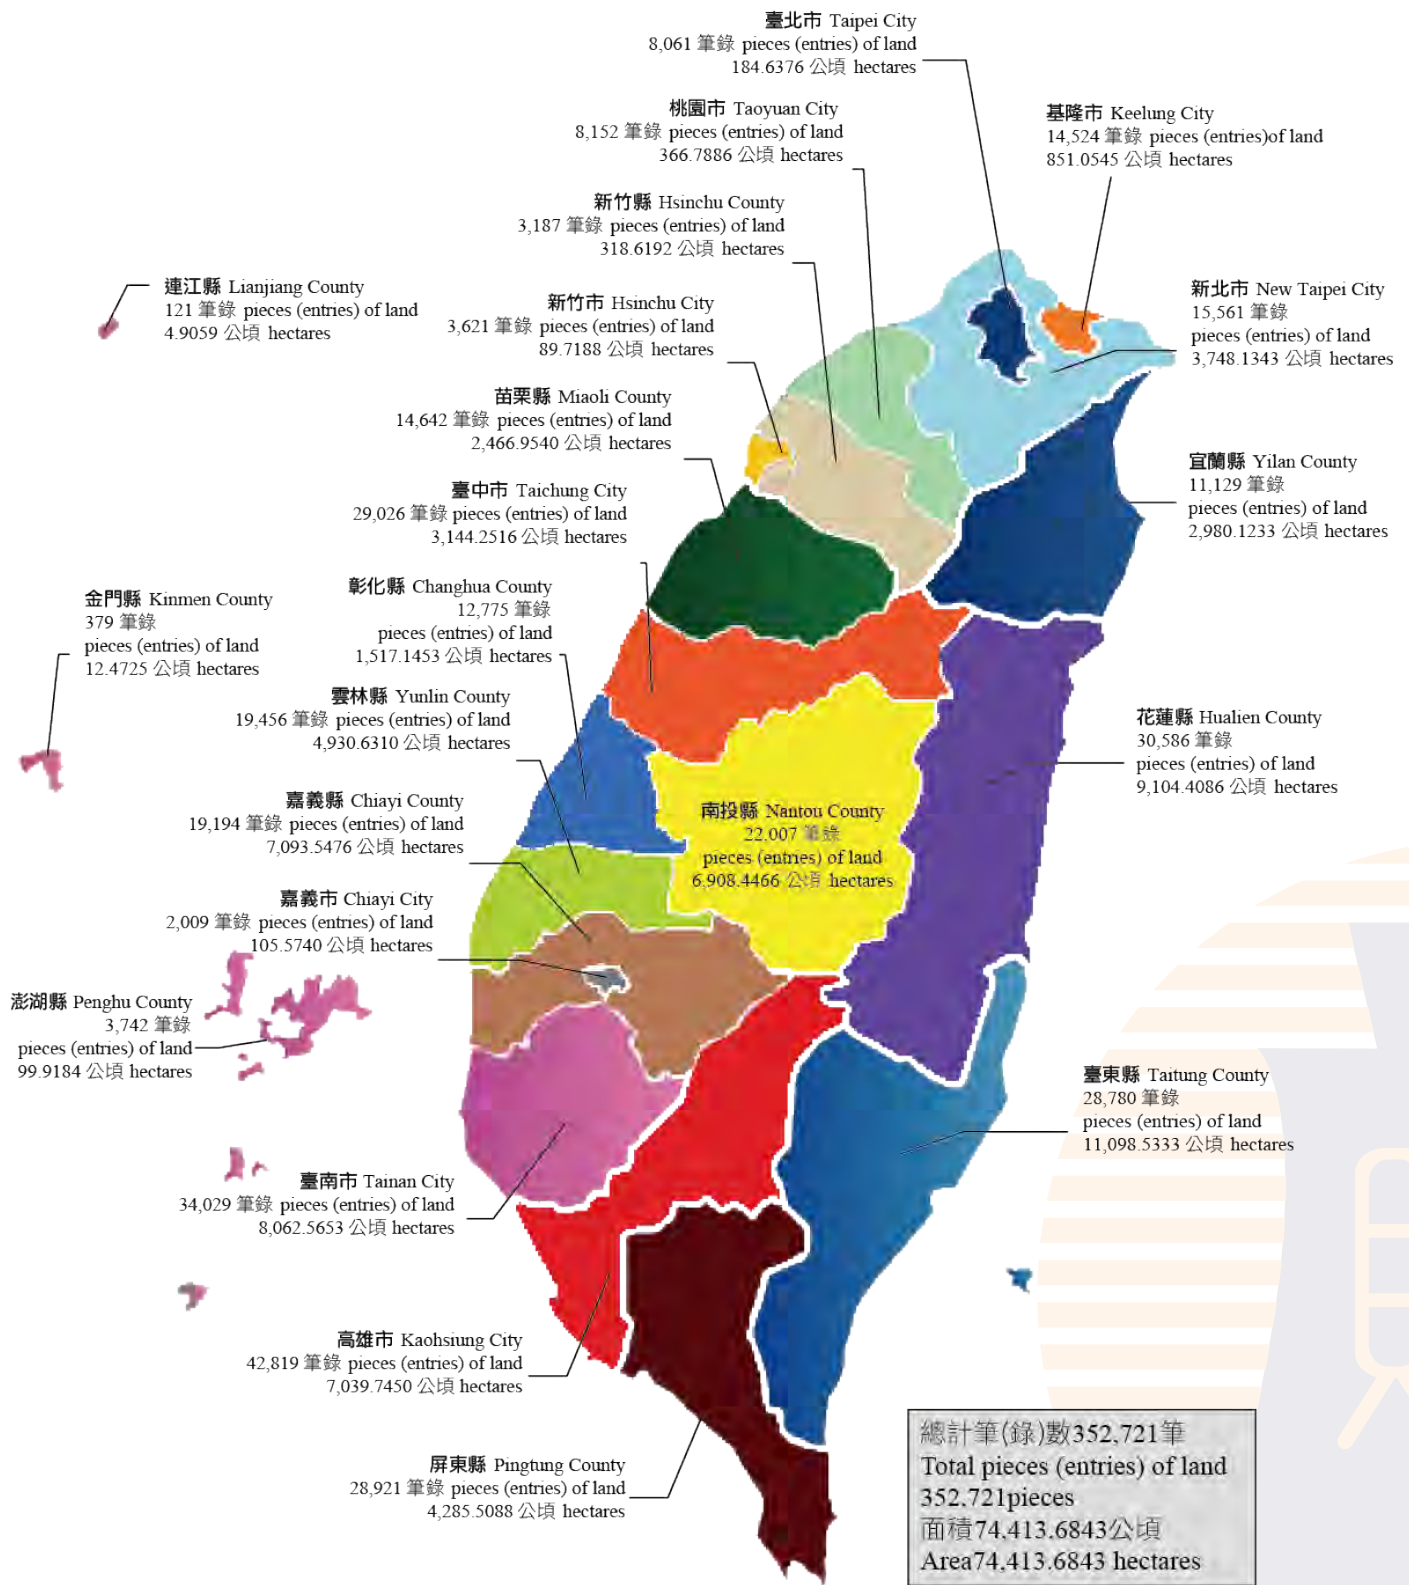 臺北市 Taipei City
8,061 筆錄 pieces (entries) of land
184.6376 公頃 hectares
桃園市 Taoyuan City
8,152 筆錄 pieces (entries) of land
366.7886 公頃 hectares
基隆市 Keelung City
14,524 筆錄 pieces (entries)of land
851.0545 公頃 hectares
新竹縣 Hsinchu County
3,187 筆錄 pieces (entries) of land
318.6192 公頃 hectares
連江縣 Lianjiang County
121 筆錄 pieces (entries) of land
4.9059 公頃 hectares
新竹市 Hsinchu City
3,621 筆錄 pieces (entries) of land
89.7188 公頃 hectares
新北市 New Taipei City
15,561 筆錄
pieces (entries) of land
3,748.1343 公頃 hectares
苗栗縣 Miaoli County
14,642 筆錄 pieces (entries) of land
2,466.9540 公頃 hectares
臺中市 Taichung City
29,026 筆錄 pieces (entries) of land
3,144.2516 公頃 hectares
宜蘭縣 Yilan County
11,129 筆錄
pieces (entries) of land
2,980.1233 公頃 hectares
金門縣 Kinmen County
379 筆錄
pieces (entries) of land
12.4725 公頃 hectares
彰化縣 Changhua County
12,775 筆錄
pieces (entries) of land
1,517.1453 公頃 hectares
雲林縣 Yunlin County
19,456 筆錄 pieces (entries) of land
4,930.6310 公頃 hectares
花蓮縣 Hualien County
30,586 筆錄
pieces (entries) of land
9,104.4086 公頃 hectares
嘉義縣 Chiayi County
19,194 筆錄 pieces (entries) of land
7,093.5476 公頃 hectares
南投縣 Nantou County
22,007 筆錄
pieces (entries) of land
6,908.4466 公頃 hectares
嘉義市 Chiayi City
2,009 筆錄 pieces (entries) of land
105.5740 公頃 hectares
澎湖縣 Penghu County
3,742 筆錄
pieces (entries) of land
99.9184 公頃 hectares
臺東縣 Taitung County
28,780 筆錄
pieces (entries) of land
11,098.5333 公頃 hectares
臺南市 Tainan City
34,029 筆錄 pieces (entries) of land
8,062.5653 公頃 hectares
高雄市 Kaohsiung City
42,819 筆錄 pieces (entries) of land
7,039.7450 公頃 hectares
屏東縣 Pingtung County
28,921 筆錄 pieces (entries) of land
4,285.5088 公頃 hectares
總計筆(錄)數352,721筆
Total pieces (entries) of land
352.721pieces
面積74,413.6843公頃
Area74,413.6843 hectares